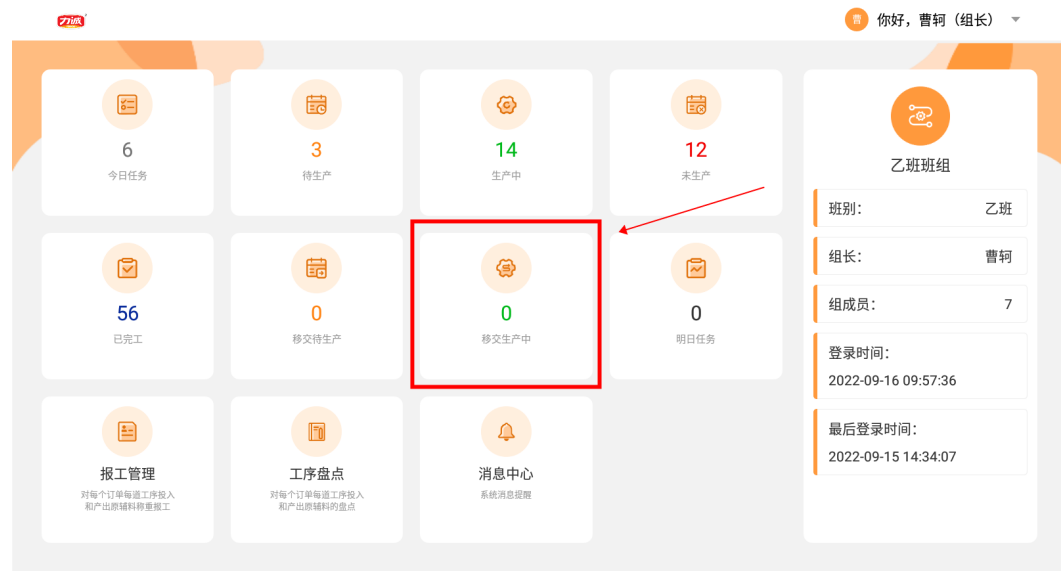 力诚
曹 你好，曹轲（组长）
6
今日任务
3
待生产
14
生产中
12
未生产
56
已完工
0
移交待生产
0
移交生产中
0
明日任务
报工管理
对每个订单每道工序投入
和产出原辅料称重报工
工序盘点
对每个订单每道工序投入
和产出原辅料的盘点
消息中心
系统消息提醒
乙班班组
班别： 乙班
组长： 曹轲
组成员： 7
登录时间：
2022-09-16 09:57:36
最后登录时间：
2022-09-15 14:34:07